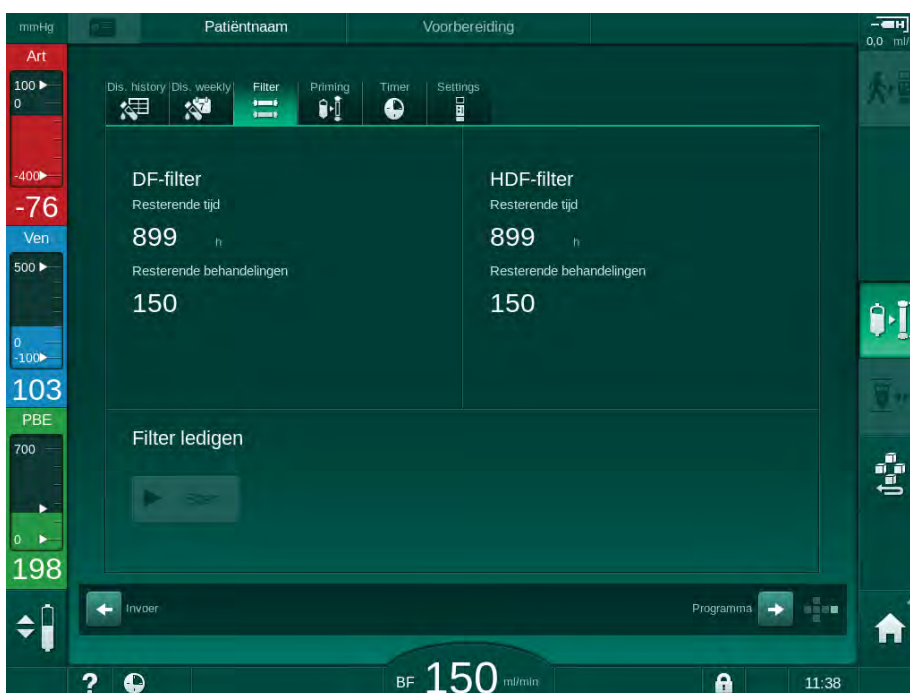 mmHg
Patiëntnaam
Voorbereiding
H
0,0 ml/
Art
100
0
-400
-76
Ven
500
0
-100
103
PBE
700
0
198
Dis. history
Dis. weekly
Filter
Priming
Timer
Settings
7
DF-filter
Resterende tijd
899 h
Resterende behandelingen
150
HDF-filter
Resterende tijd
899 h
Resterende behandelingen
150
Filter ledigen
Invoer
Programma
?
BF 150 ml/min
11:38